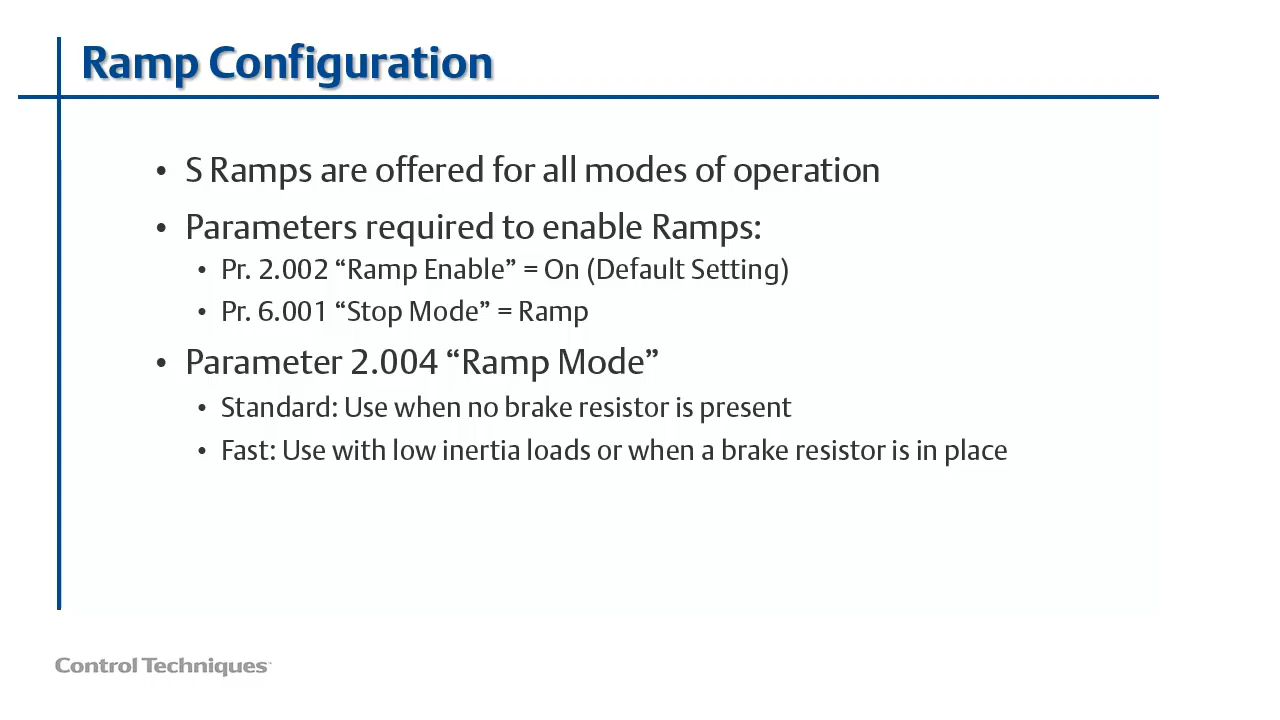 Ramp Configuration
• S Ramps are offered for all modes of operation
• Parameters required to enable Ramps:
• Pr. 2.002 “Ramp Enable” = On (Default Setting)
• Pr. 6.001 “Stop Mode” = Ramp
• Parameter 2.004 “Ramp Mode”
• Standard: Use when no brake resistor is present
• Fast: Use with low inertia loads or when a brake resistor is in place
Control Techniques™